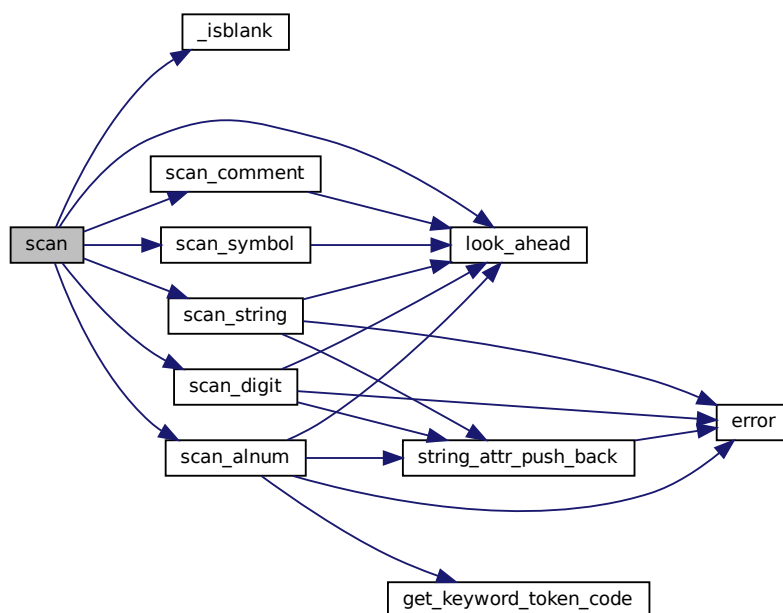 _isblank
scan_comment
scan
scan_symbol
look_ahead
scan_string
scan_digit
error
scan_alnum
string_attr_push_back
get_keyword_token_code